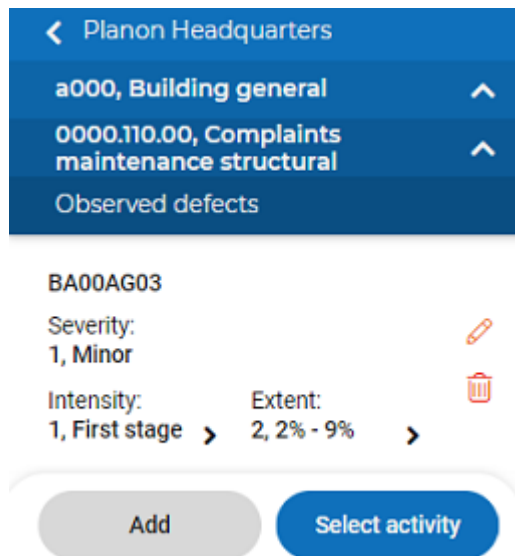 Planon Headquarters
a000, Building general
0000.110.00, Complaints
maintenance structural
Observed defects
BA00AG03
Severity:
1, Minor
Intensity: Extent:
1, First stage 2, 2% - 9%
Add Select activity